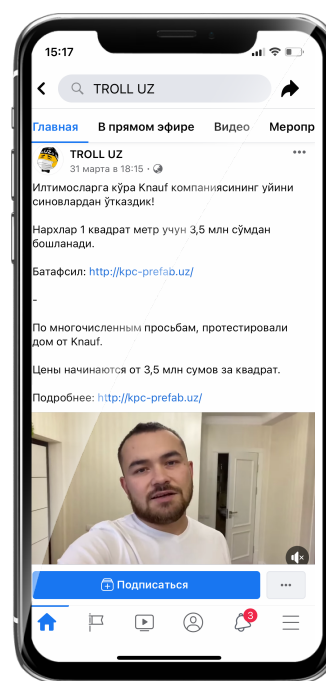 15:17
TROLL UZ
Главная В прямом эфире Видео Меропр
TROLL UZ
31 марта в 18:15 ·
Илтимосларга кўра Knauf компаниясининг уйини
синовлардан ўтказдик!
Нархлар 1 квадрат метр учун 3,5 млн сўмдан
бошланади.
Батафсил: http://kpc-prefab.uz/
-
По многочисленным просьбам, протестировали
дом от Knauf.
Цены начинаются от 3,5 млн сумов за квадрат.
Подробнее: http://kpc-prefab.uz/
Подписаться
3